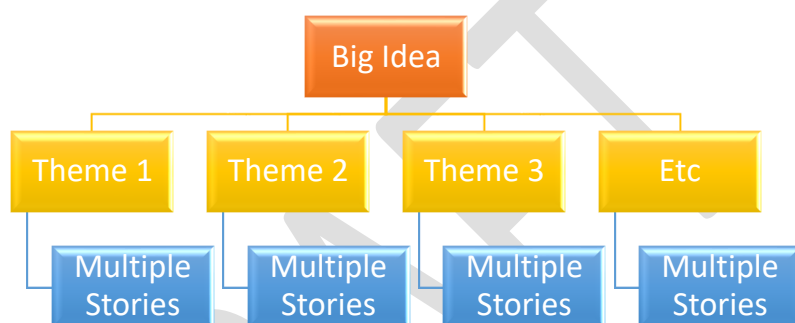 Big Idea
Theme 1
Theme 2
Theme 3
Etc
Multiple
Stories
Multiple
Stories
Multiple
Stories
Multiple
Stories